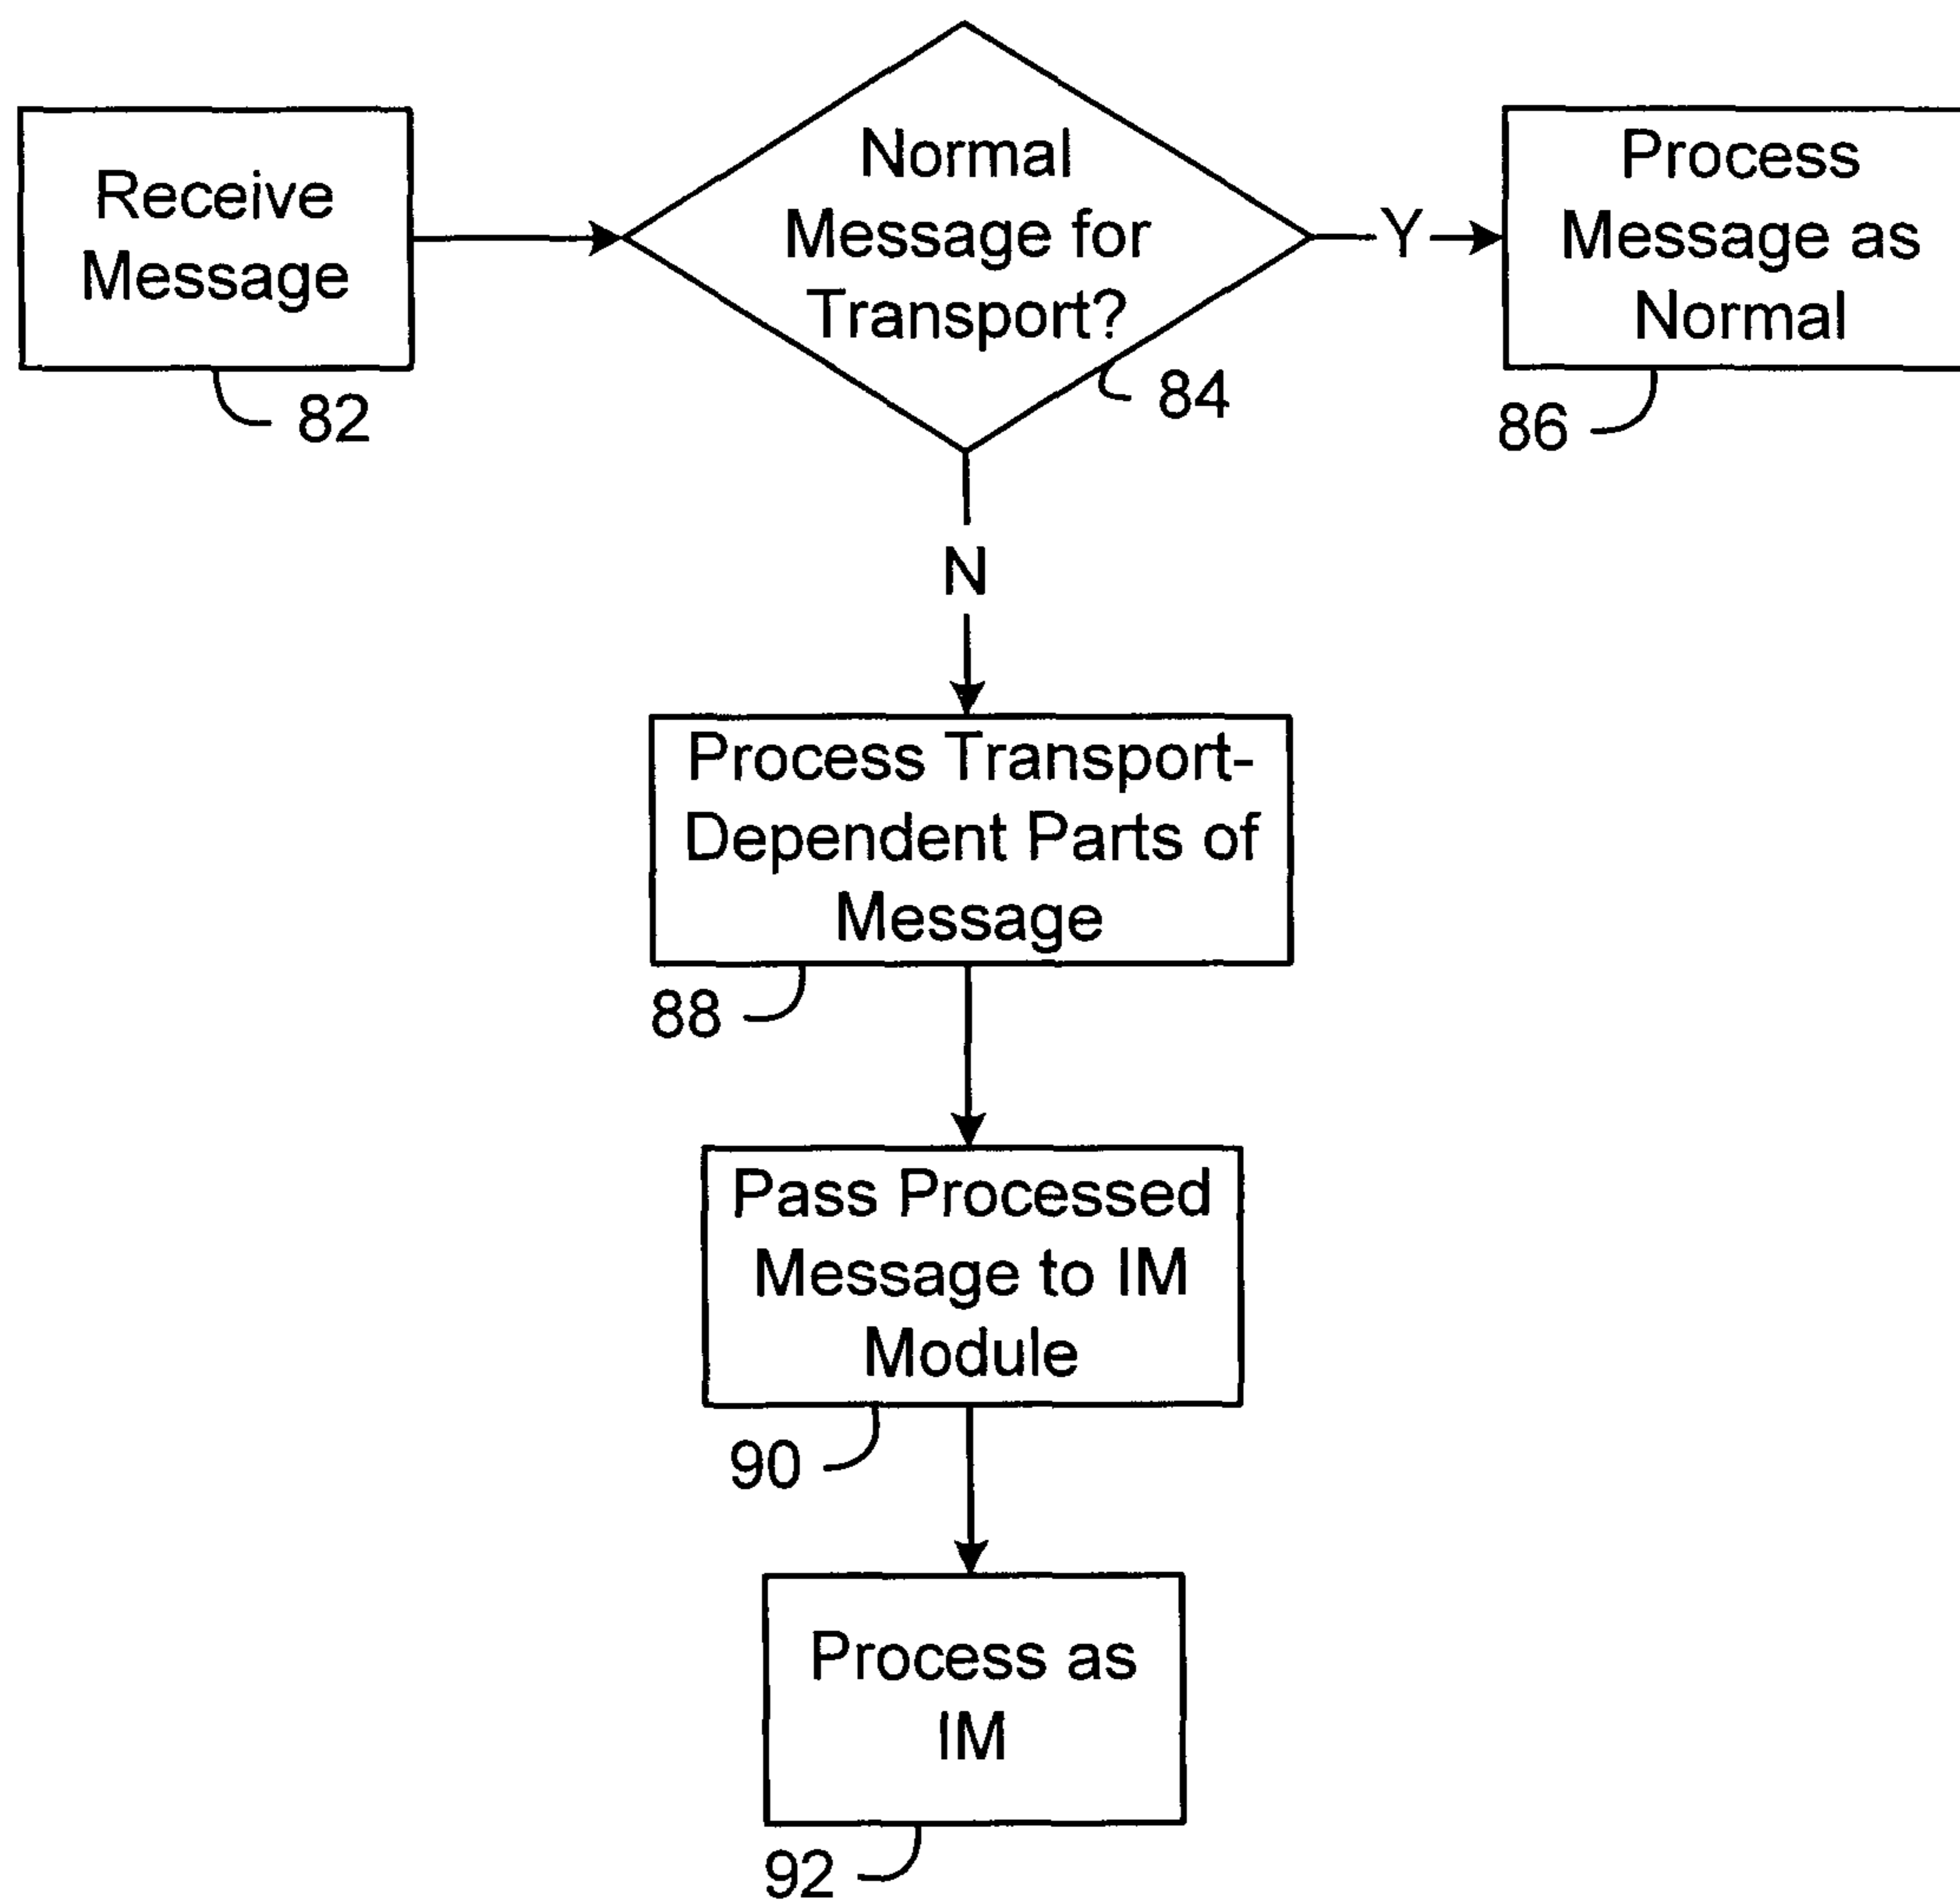 Receive
Message
82
Normal
Message for
Transport?
84
Y
Process
Message as
Normal
86
N
Process Transport-
Dependent Parts of
Message
88
Pass Processed
Message to IM
Module
90
Process as
IM
92